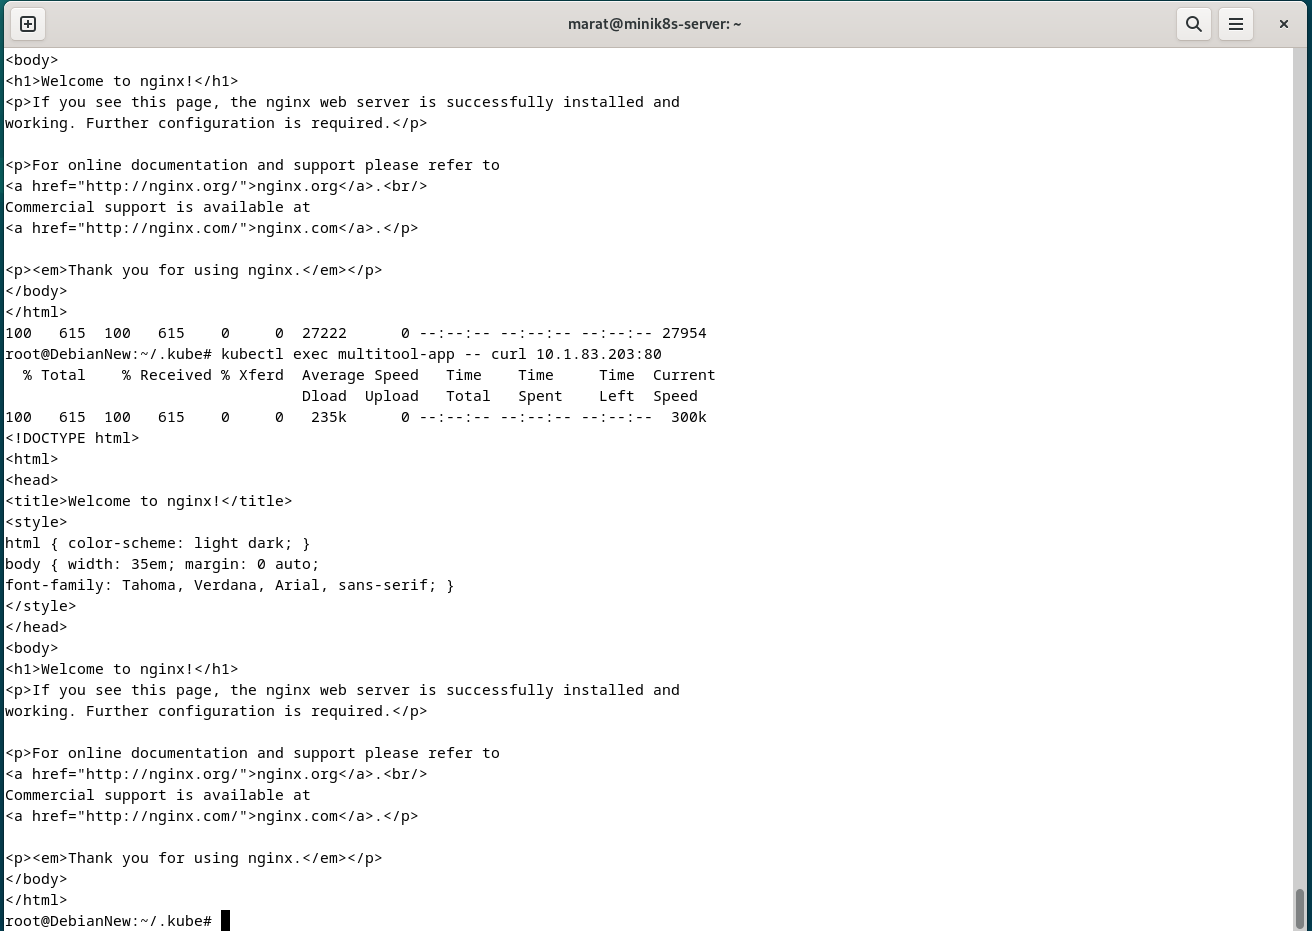 marat@minik8s-server: ~
<body>
<h1>Welcome to nginx!</h1>
<p>If you see this page, the nginx web server is successfully installed and
working. Further configuration is required.</p>
<p>For online documentation and support please refer to
<a href="http://nginx.org/">nginx.org</a>.<br/>
Commercial support is available at
<a href="http://nginx.com/">nginx.com</a>.</p>
<p><em>Thank you for using nginx.</em></p>
</body>
</html>
100   615  100   615    0     0  27222      0 --:--:-- --:--:-- --:--:-- 27954
root@DebianNew:~/.kube# kubectl exec multitool-app -- curl 10.1.83.203:80
  % Total    % Received % Xferd  Average Speed   Time    Time     Time  Current
                                 Dload  Upload   Total   Spent    Left  Speed
100   615  100   615    0     0   235k      0 --:--:-- --:--:-- --:--:--  300k
<!DOCTYPE html>
<html>
<head>
<title>Welcome to nginx!</title>
<style>
html { color-scheme: light dark; }
body { width: 35em; margin: 0 auto;
font-family: Tahoma, Verdana, Arial, sans-serif; }
</style>
</head>
<body>
<h1>Welcome to nginx!</h1>
<p>If you see this page, the nginx web server is successfully installed and
working. Further configuration is required.</p>
<p>For online documentation and support please refer to
<a href="http://nginx.org/">nginx.org</a>.<br/>
Commercial support is available at
<a href="http://nginx.com/">nginx.com</a>.</p>
<p><em>Thank you for using nginx.</em></p>
</body>
</html>
root@DebianNew:~/.kube#